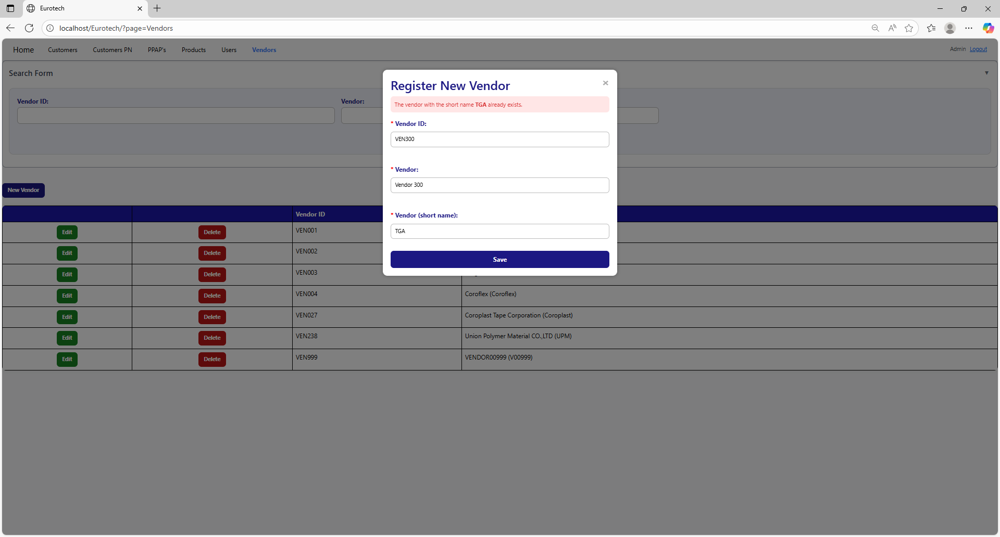 Eurotech
localhost/Eurotech/?page=Vendors
Home Customers Customers PN PPAP's Products Users Vendors Admin Logout
Search Form
Vendor ID: Vendor:
New Vendor
Register New Vendor
The vendor with the short name TGA already exists.
* Vendor ID:
VEN300
* Vendor:
Vendor 300
* Vendor (short name):
TGA
Save
Vendor ID
Edit Delete VEN001
Edit Delete VEN002
Edit Delete VEN003
Edit Delete VEN004 Coroflex (Coroflex)
Edit Delete VEN027 Coroplast Tape Corporation (Coroplast)
Edit Delete VEN238 Union Polymer Material CO.,LTD (UPM)
Edit Delete VEN999 VENDOR00999 (V00999)